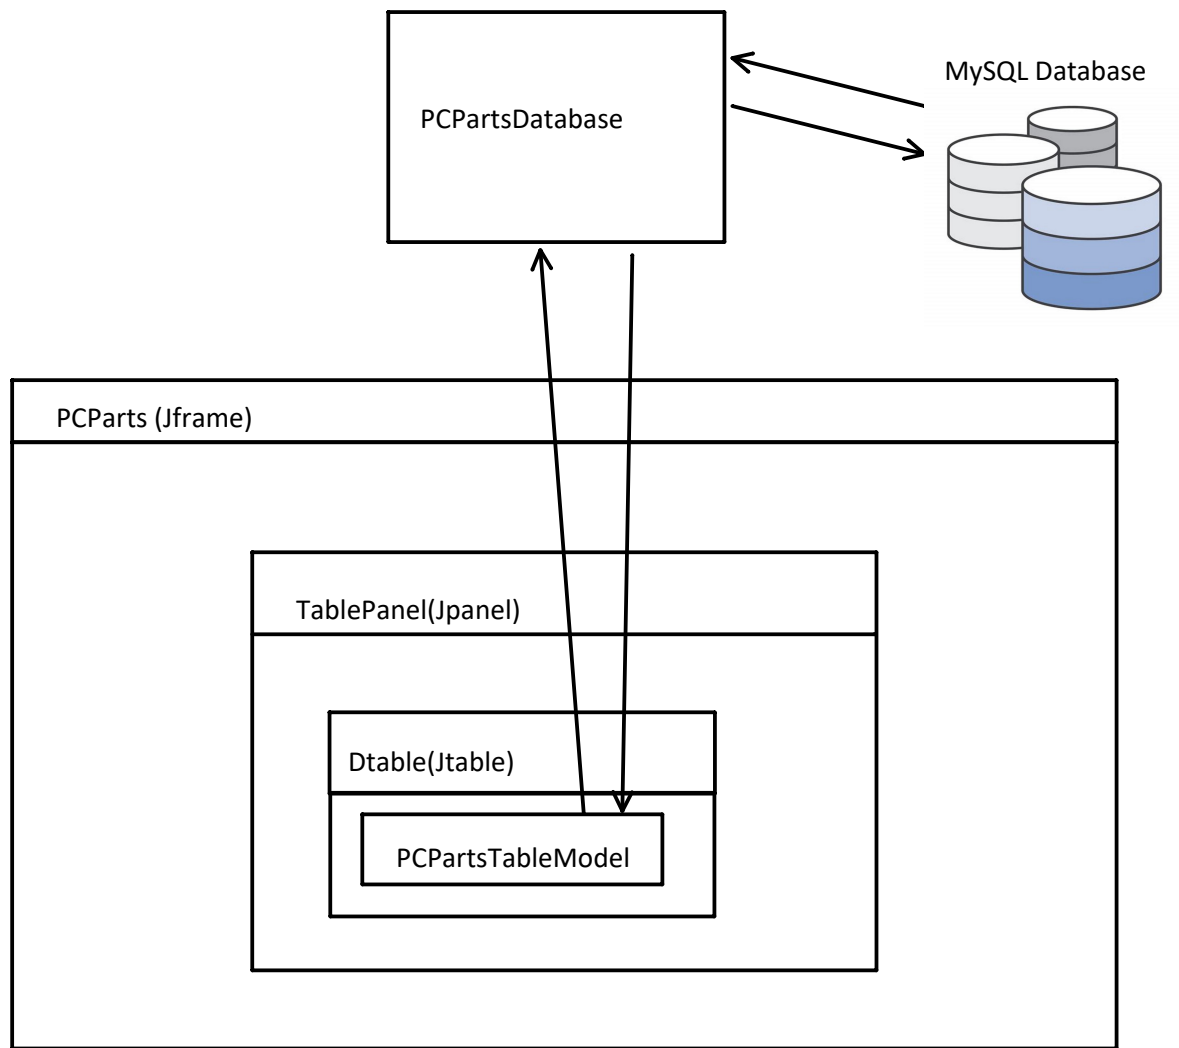 MySQL Database
PCPartsDatabase
PCParts (Jframe)
TablePanel(Jpanel)
Dtable(Jtable)
PCPartsTableModel